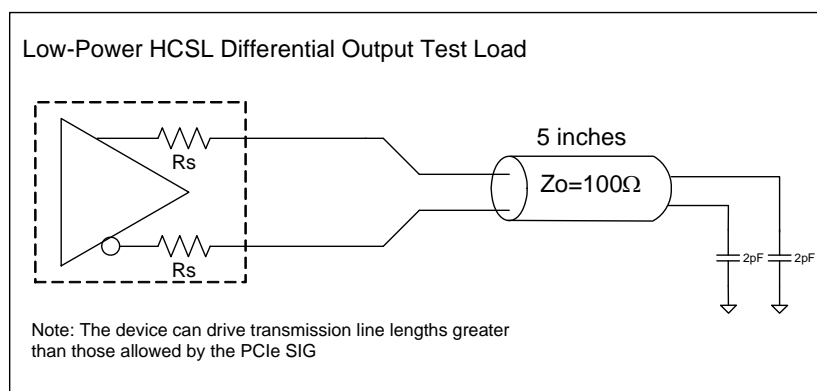 Low-Power HCSL Differential Output Test Load
Rs
Rs
5 inches
Zo=100Ω
2pF
2pF
Note: The device can drive transmission line lengths greater
than those allowed by the PCIe SIG